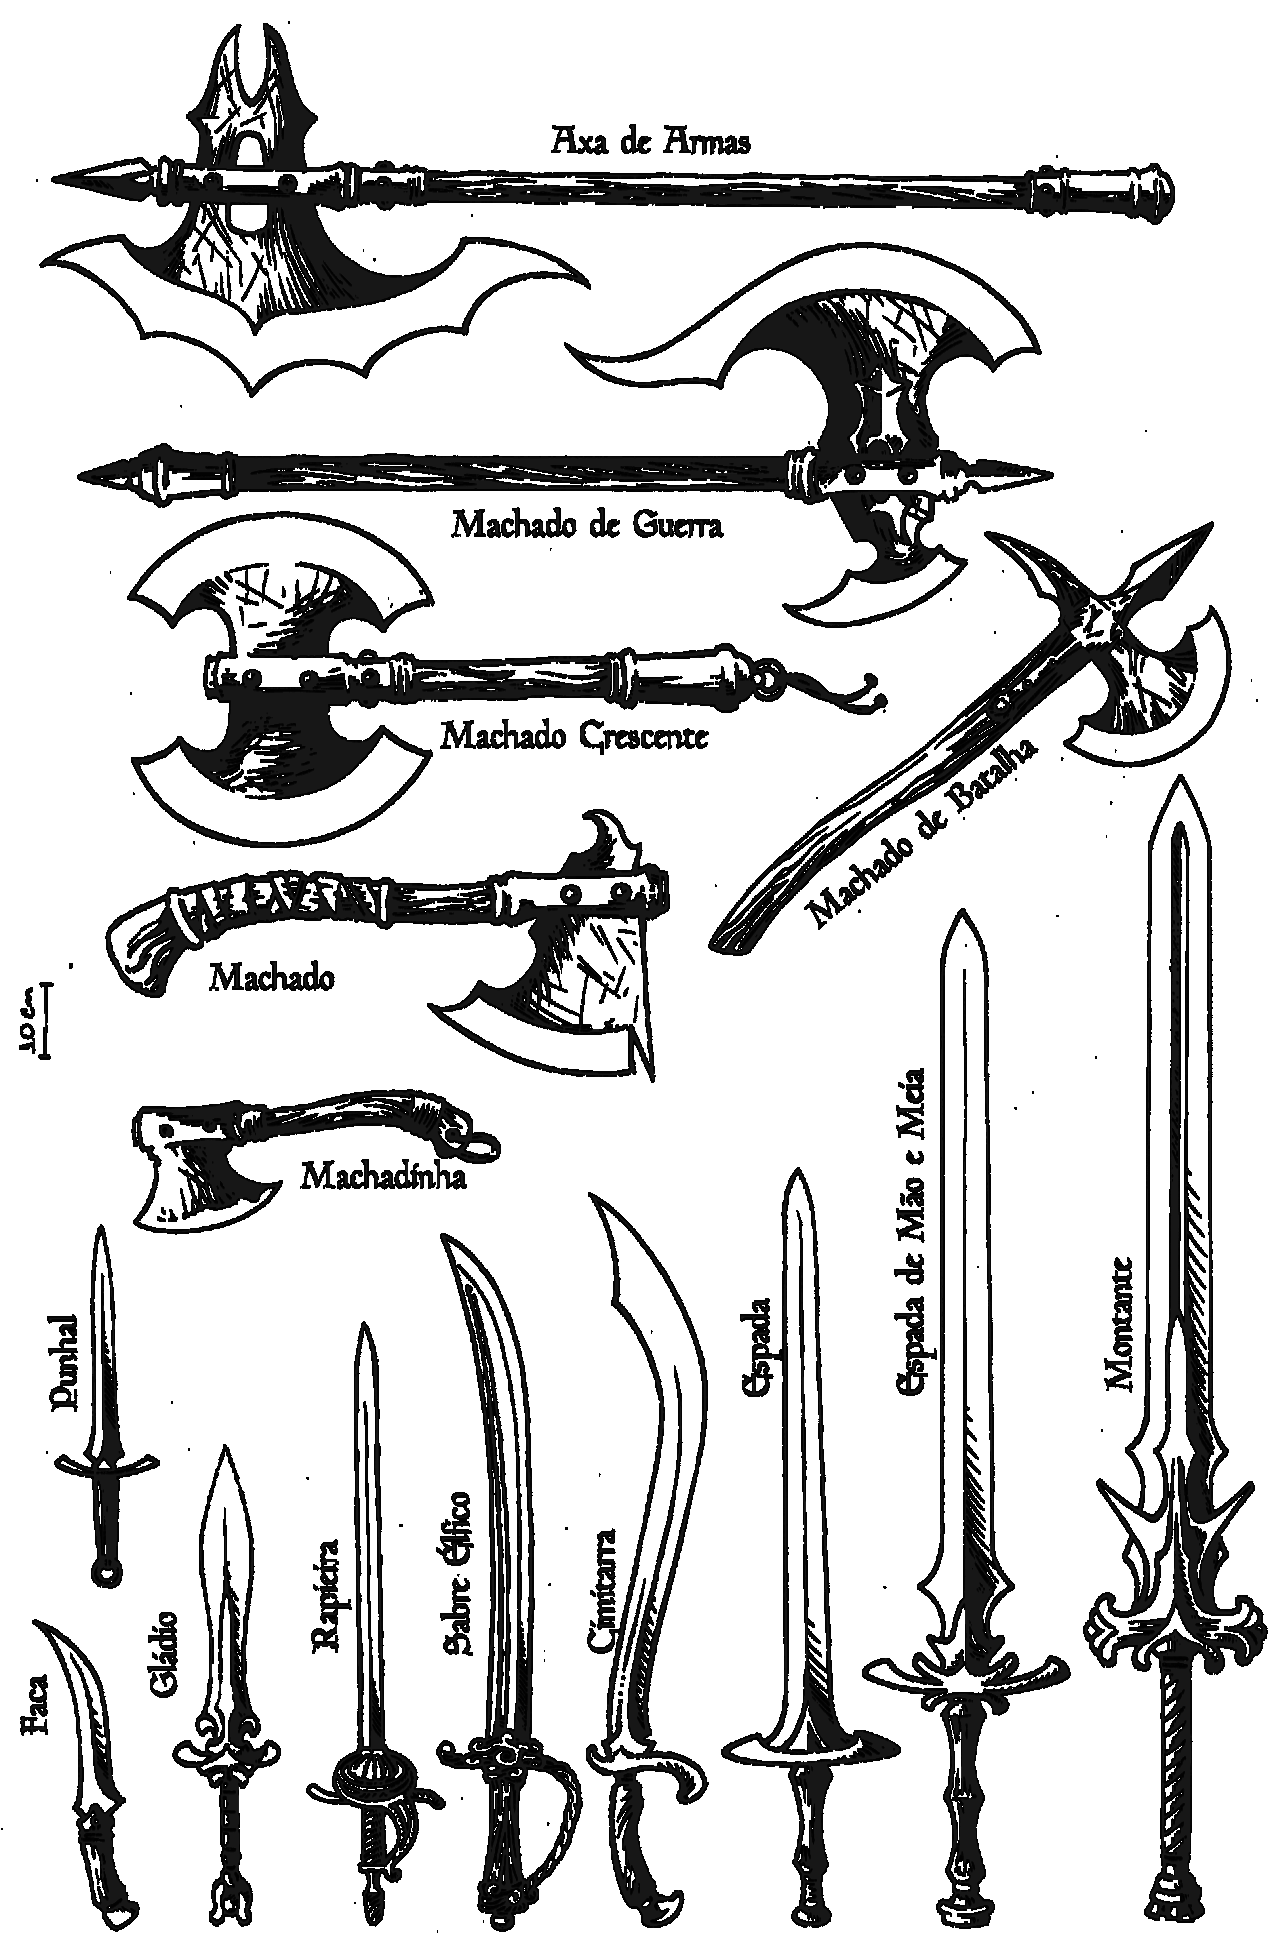 Axa de Armas
Machado de Guerra
Machado Crescente
Machado de Batalha
Machado
10 cm
Machadinha
Punhal
Gládio
Faca
Rapieira
Sabre Élfico
Cimitarra
Espada
Espada de Mão e Meia
Montante